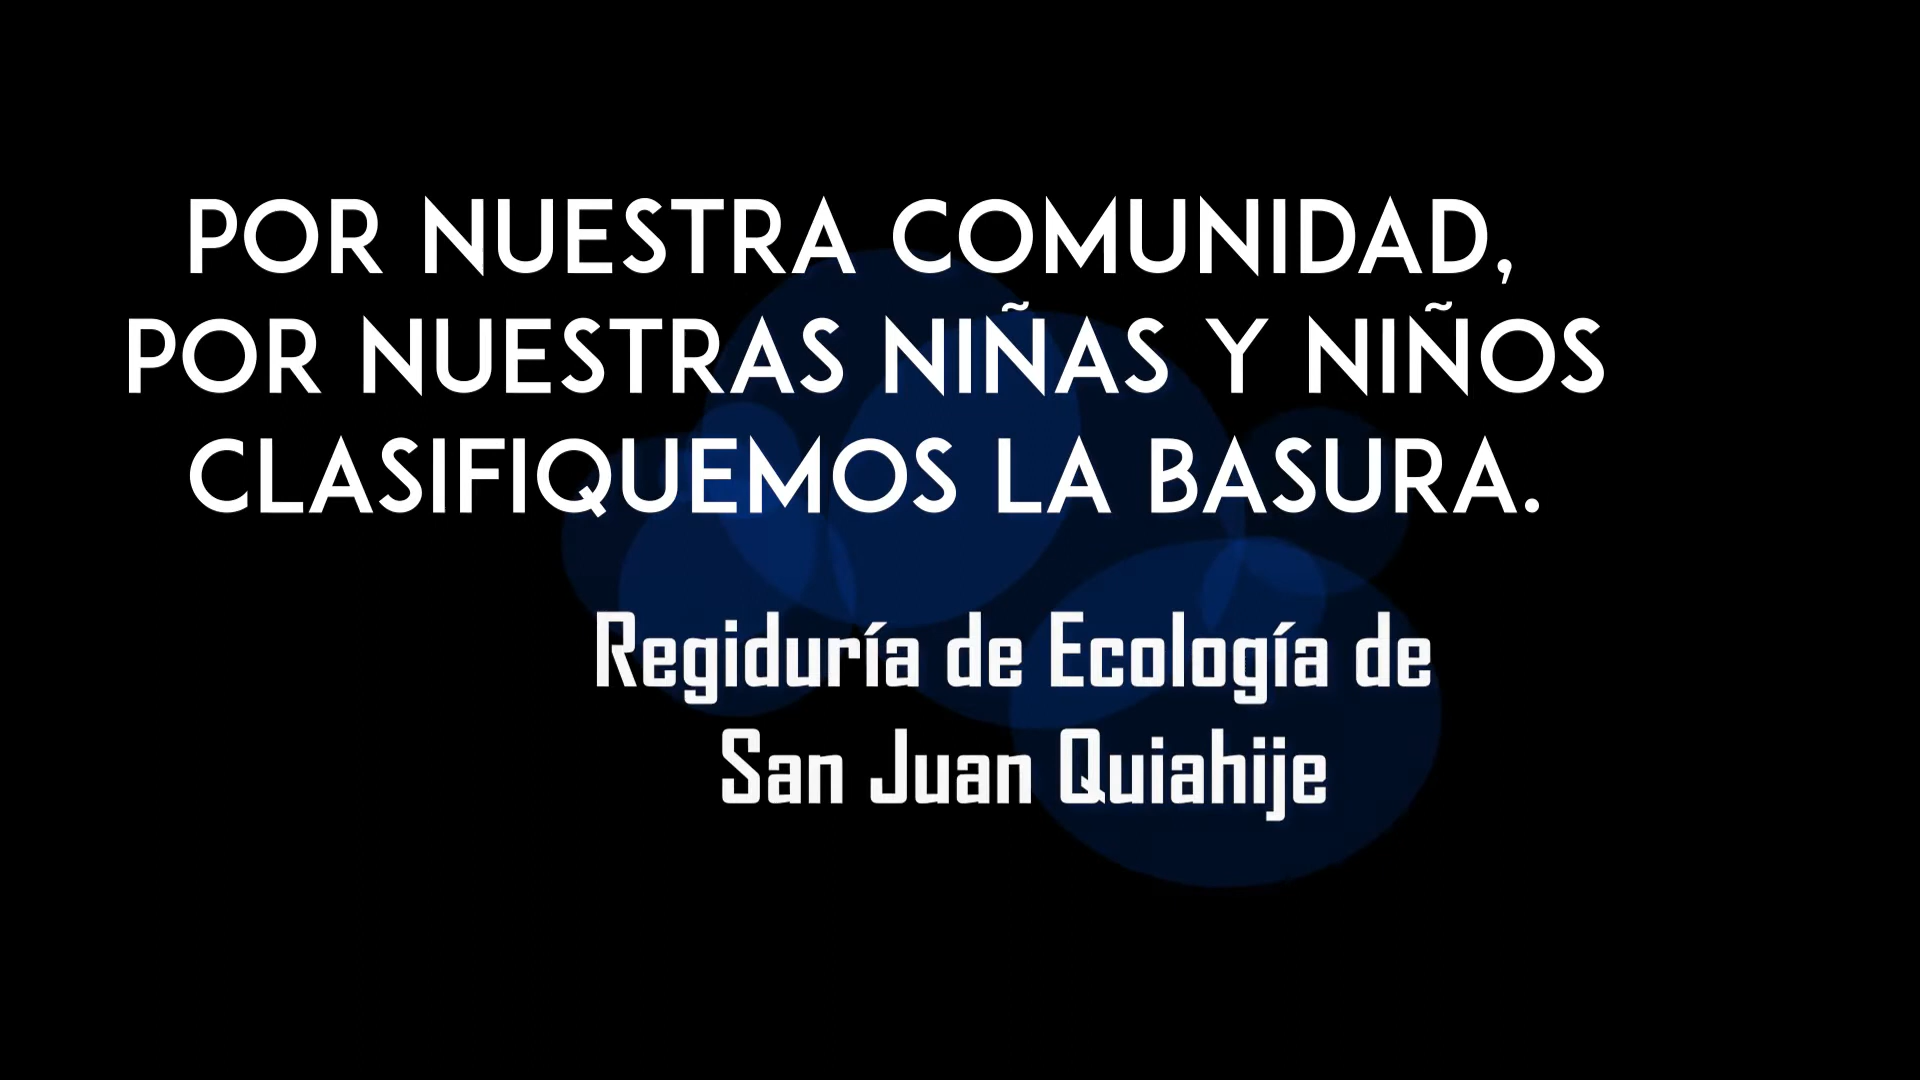 POR NUESTRA COMUNIDAD,
POR NUESTRAS NIÑAS Y NIÑOS
CLASIFIQUEMOS LA BASURA.
Regiduría de Ecología de
San Juan Quiahije